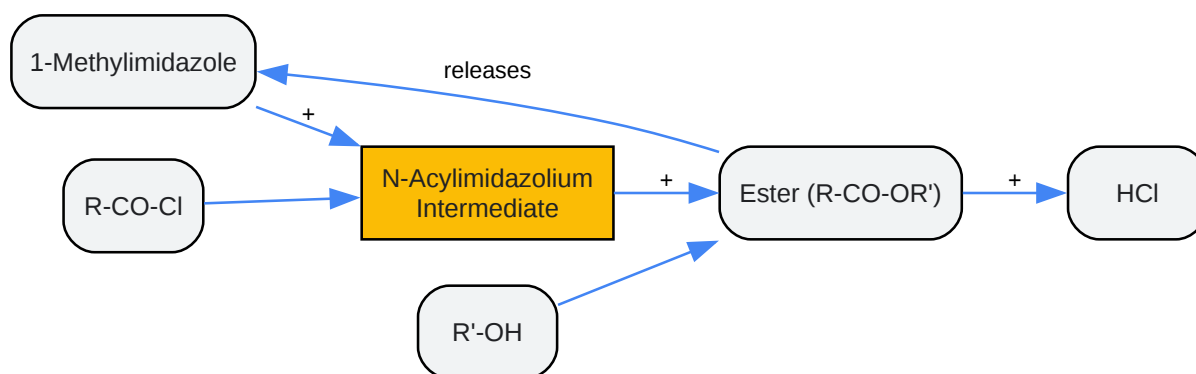 1-Methylimidazole
releases
+
R-CO-Cl
N-Acylimidazolium
Intermediate
+
Ester (R-CO-OR')
+
HCl
R'-OH